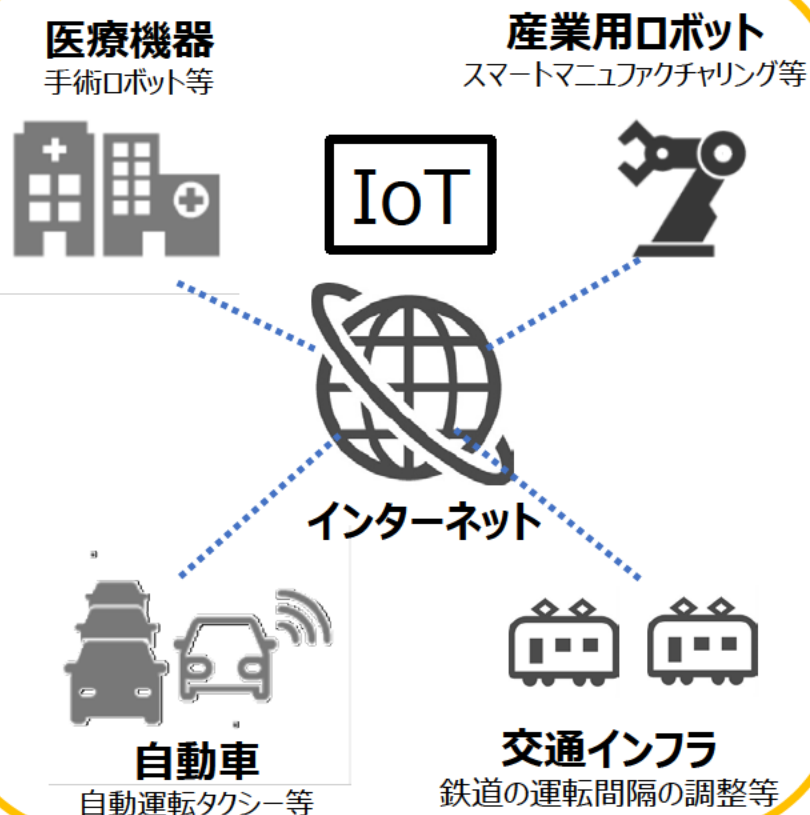 医療機器
手術ロボット等
産業用ロボット
スマートマニュファクチャリング等
IoT
インターネット
自動車
自動運転タクシー等
交通インフラ
鉄道の運転間隔の調整等